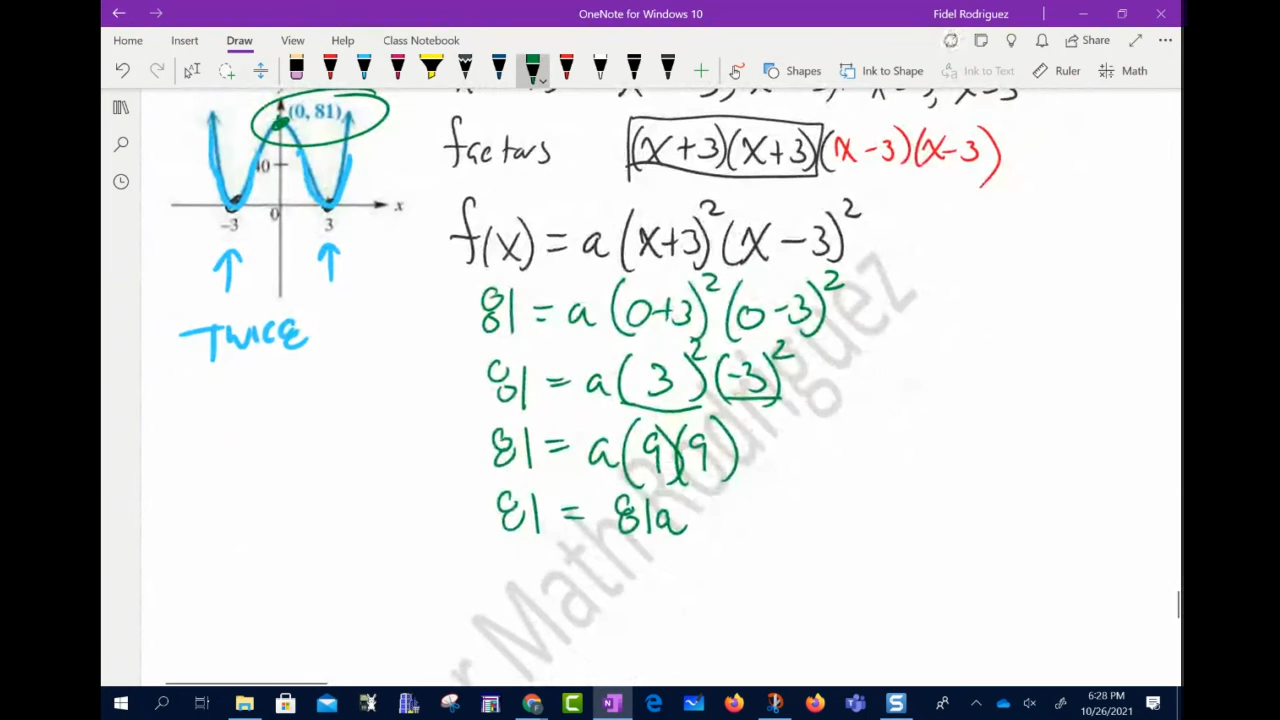 OneNote for Windows 10
Fidel Rodriguez
Home Insert Draw View Help Class Notebook
Share
Shapes Ink to Shape Ink to Text Ruler Math
(0, 81)
40
0
x
-3
3
TWICE
factors (x+3)(x+3)(x-3)(x-3)
f(x) = a(x+3)²(x-3)²
81 = a(0+3)²(0-3)²
81 = a(3)²(-3)²
81 = a(9)(9)
81 = 81a
Math Rodriguez
6:28 PM
10/26/2021